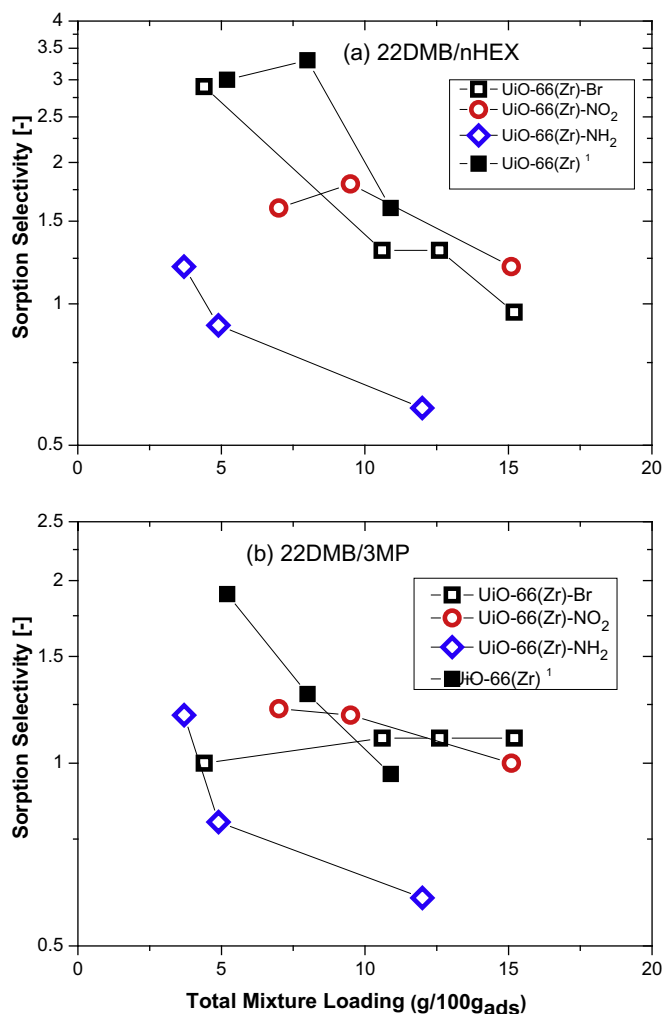 (a) 22DMB/nHEX
UiO-66(Zr)-Br
UiO-66(Zr)-NO2
UiO-66(Zr)-NH2
UiO-66(Zr) 1
Sorption Selectivity [-]
4
3.5
3
2.5
2
1.5
1
0.5
0 5 10 15 20
(b) 22DMB/3MP
UiO-66(Zr)-Br
UiO-66(Zr)-NO2
UiO-66(Zr)-NH2
UiO-66(Zr) 1
Sorption Selectivity [-]
2.5
2
1.5
1
0.5
0 5 10 15 20
Total Mixture Loading (g/100gads)